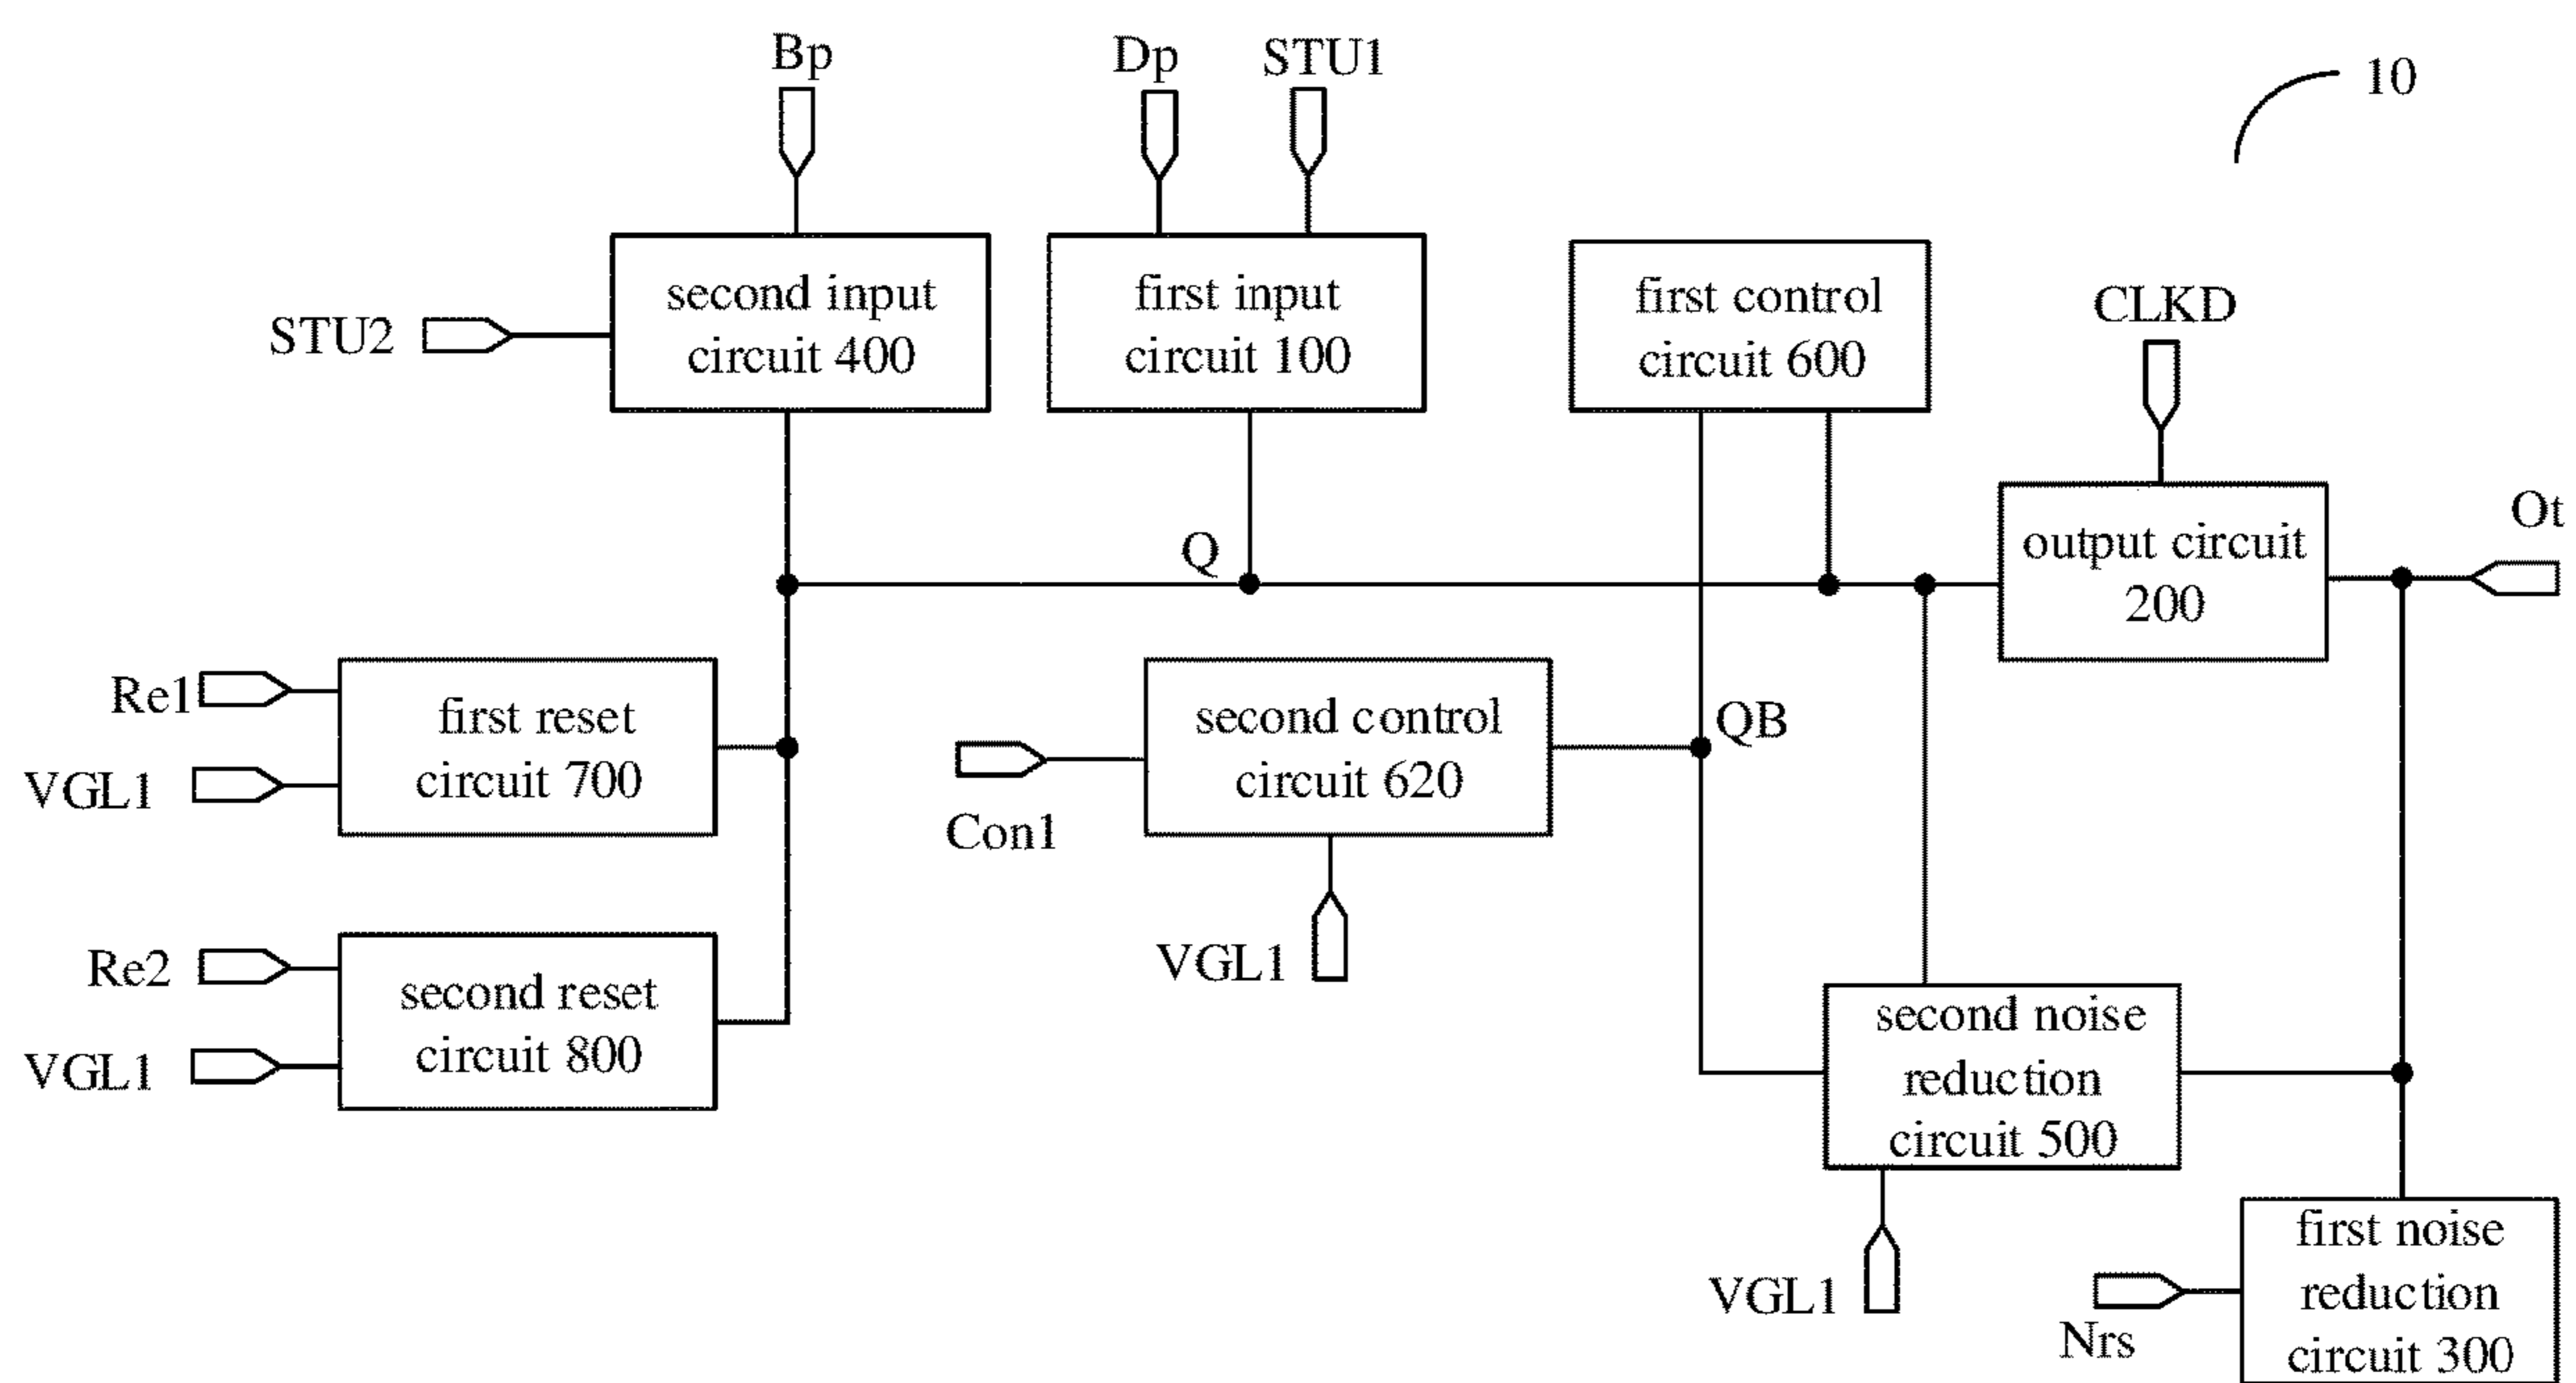 Bp
Dp
STU1
10
second input
circuit 400
first input
circuit 100
first control
circuit 600
STU2
CLKD
Ot
Q
output circuit
200
Re1
first reset
circuit 700
VGL1
second control
circuit 620
QB
Con1
VGL1
Re2
second reset
circuit 800
VGL1
second noise
reduction
circuit 500
VGL1
first noise
reduction
circuit 300
Nrs